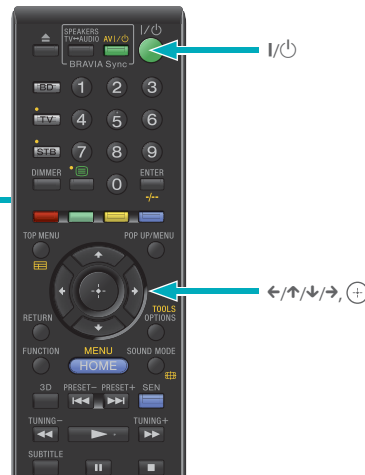 SPEAKERS
TV↔AUDIO AV I/⏻ I/⏻
BRAVIA Sync
I/⏻
BD 1 2 3
TV 4 5 6
STB 7 8 9
DIMMER 0 ENTER
-/--
TOP MENU POP UP/MENU
←/↑/↓/→,
TOOLS
RETURN OPTIONS
FUNCTION MENU SOUND MODE
HOME
3D PRESET– PRESET+ SEN
TUNING– TUNING+
SUBTITLE